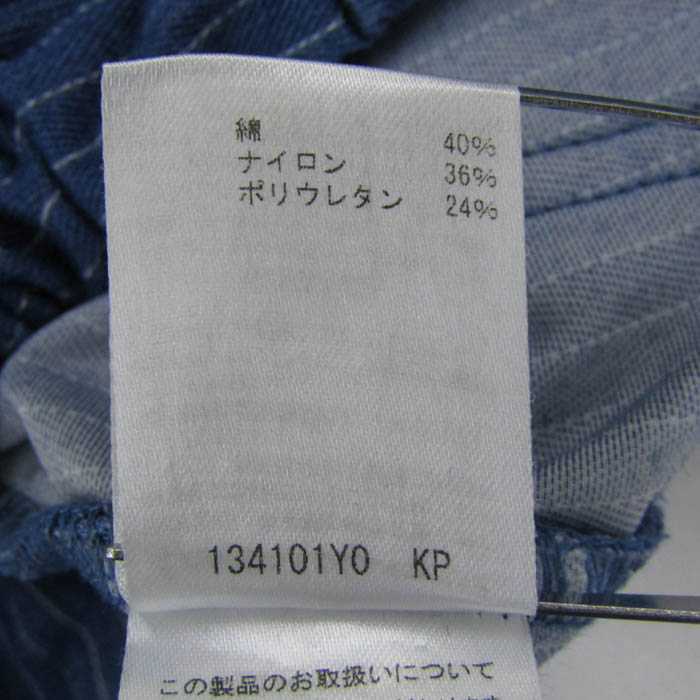 綿 40%
ナイロン 36%
ポリウレタン 24%
134101Y0 KP
この製品のお取扱いについて